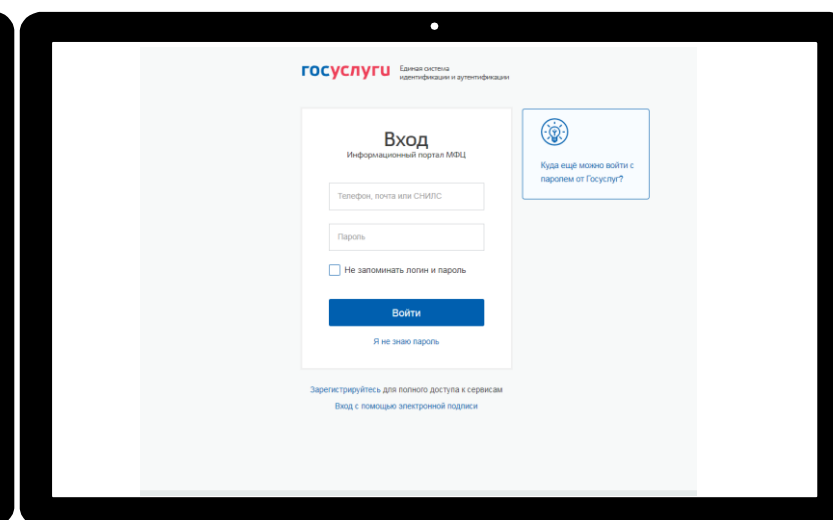 госуслуги
Единая система
идентификации и аутентификации
Вход
Информационный портал МФЦ
Телефон, почта или СНИЛС
Пароль
Не запоминать логин и пароль
Войти
Я не знаю пароль
Куда ещё можно войти с
паролем от Госуслуг?
Зарегистрируйтесь для полного доступа к сервисам
Вход с помощью электронной подписи